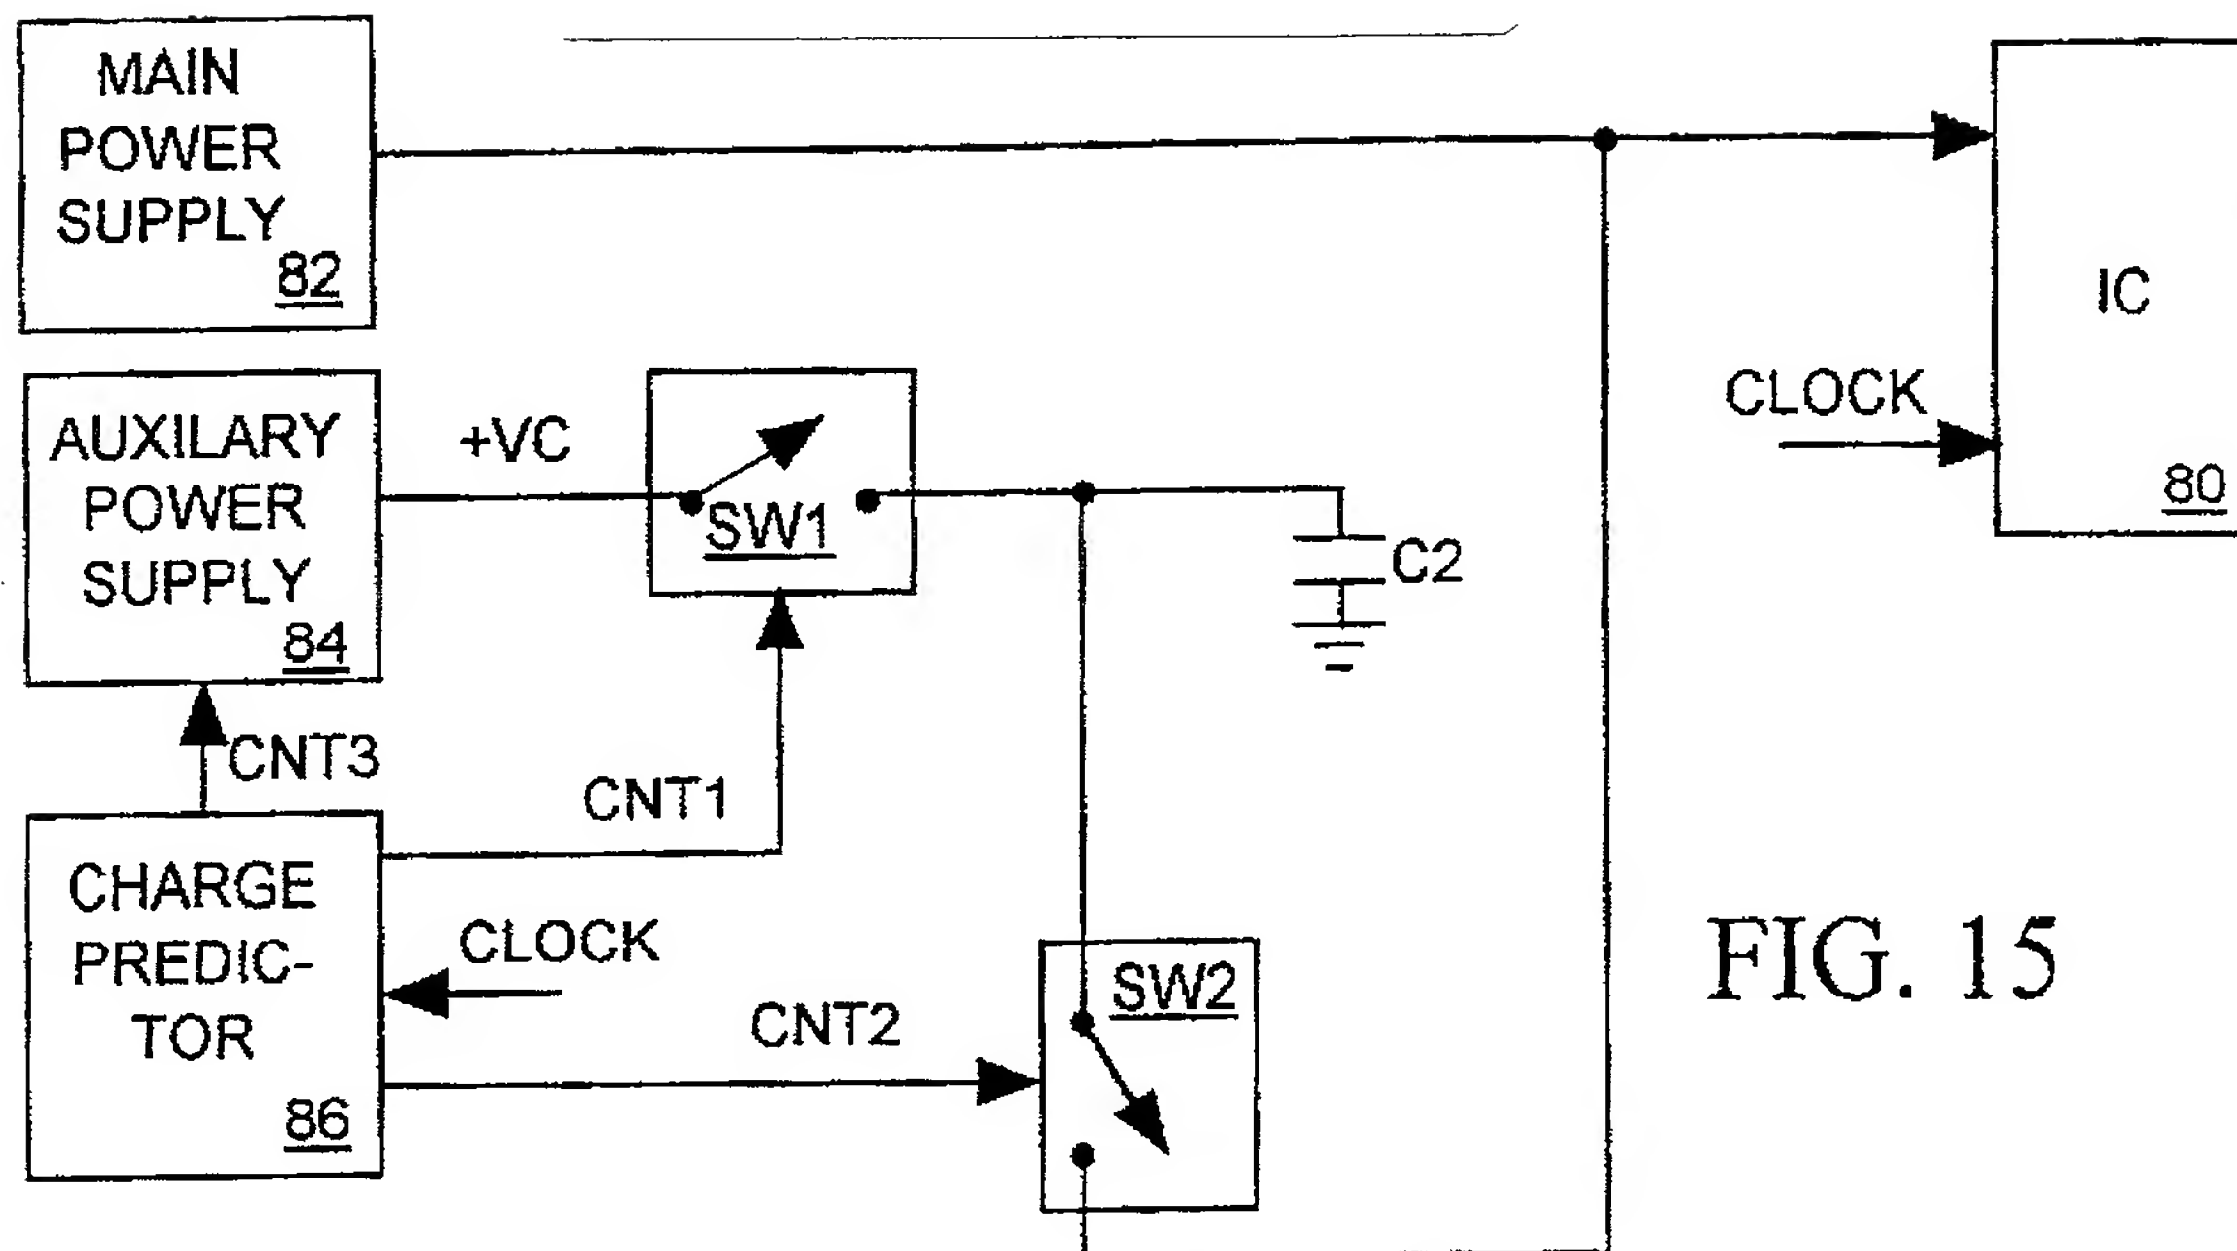 MAIN
POWER
SUPPLY
82
IC
CLOCK
80
AUXILARY
POWER
SUPPLY
84
+VC
SW1
C2
CNT3
CNT1
CHARGE
PREDIC-
TOR
86
CLOCK
CNT2
SW2
FIG. 15